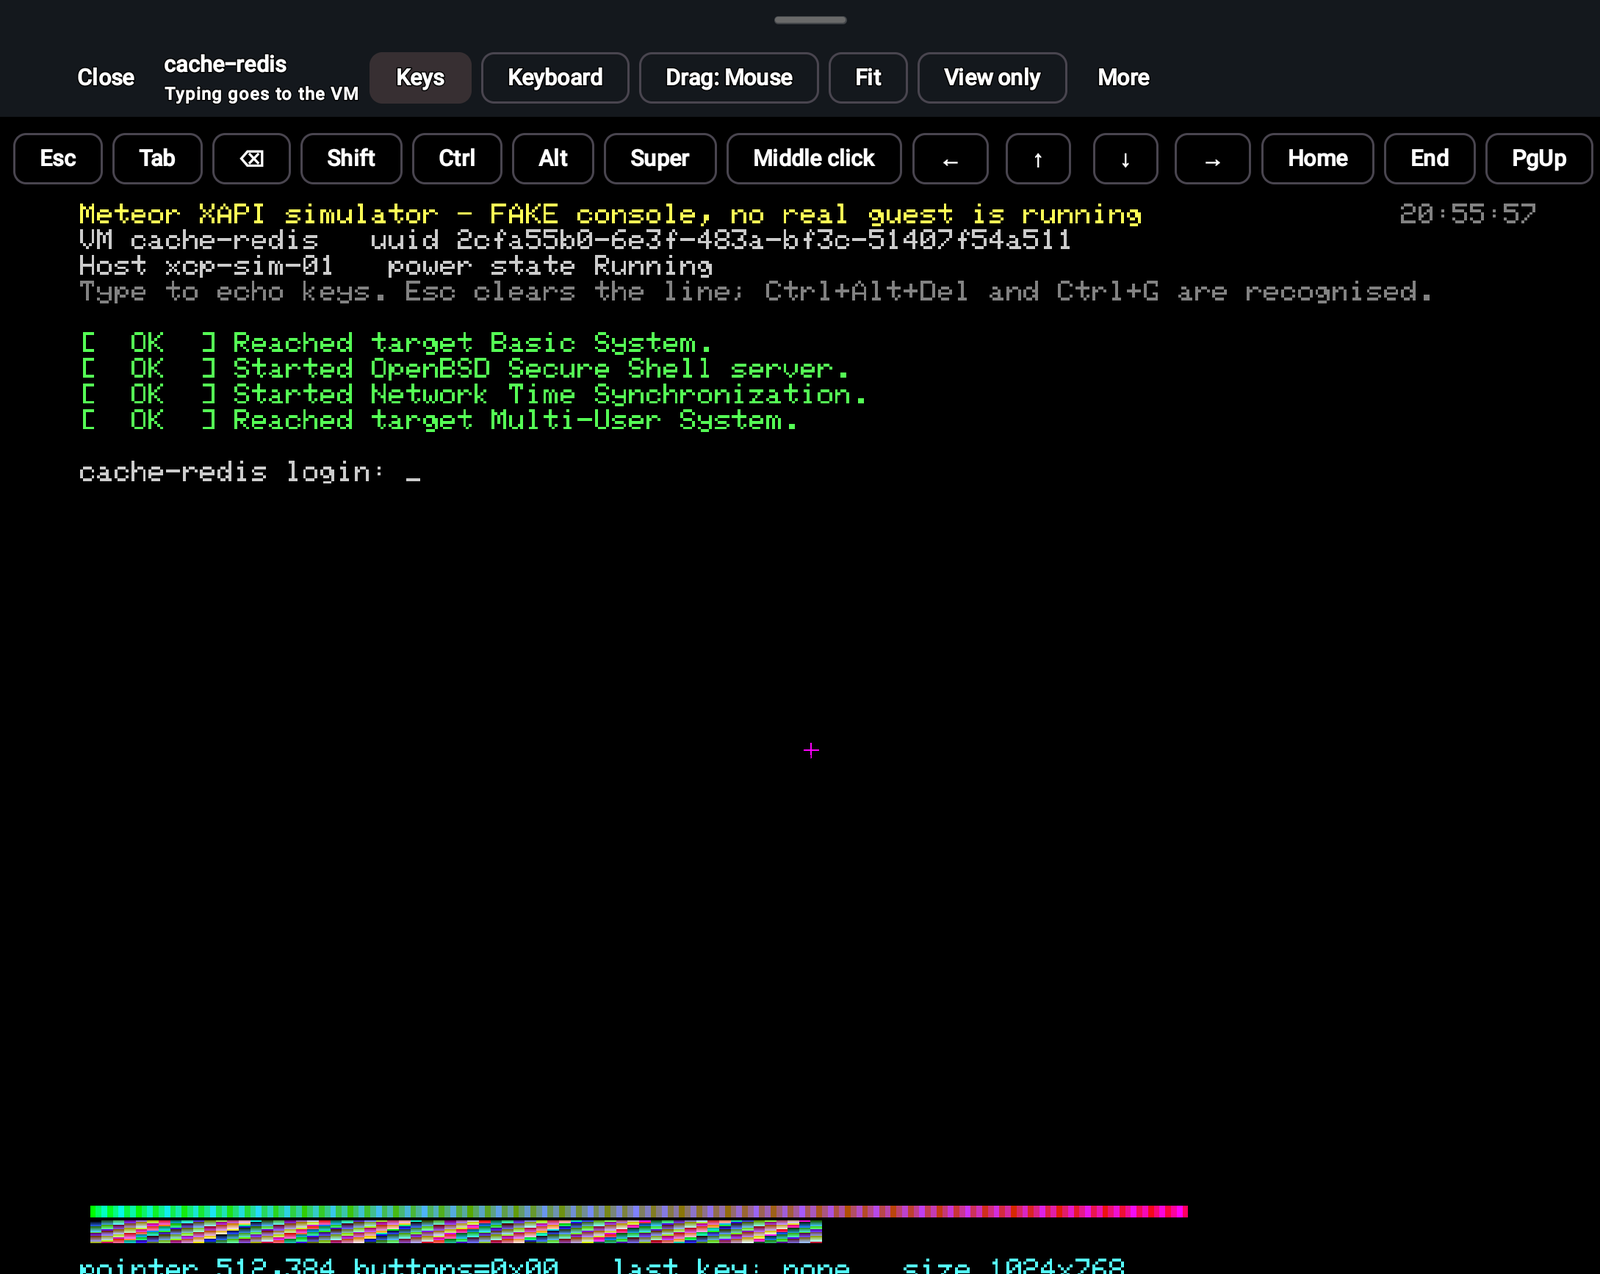 Close cache-redis Keys Keyboard Drag: Mouse Fit View only More
Typing goes to the VM
Esc Tab ⌫ Shift Ctrl Alt Super Middle click ← ↑ ↓ → Home End PgUp
Meteor XAPI simulator - FAKE console, no real guest is running 20:55:57
VM cache-redis uuid 2cfa55b0-6e3f-483a-bf3c-51407f54a511
Host xcp-sim-01 power state Running
Type to echo keys. Esc clears the line; Ctrl+Alt+Del and Ctrl+G are recognised.
[ OK ] Reached target Basic System.
[ OK ] Started OpenBSD Secure Shell server.
[ OK ] Started Network Time Synchronization.
[ OK ] Reached target Multi-User System.
cache-redis login: _
pointer 512,384 buttons=0x00 last key: none size 1024x768